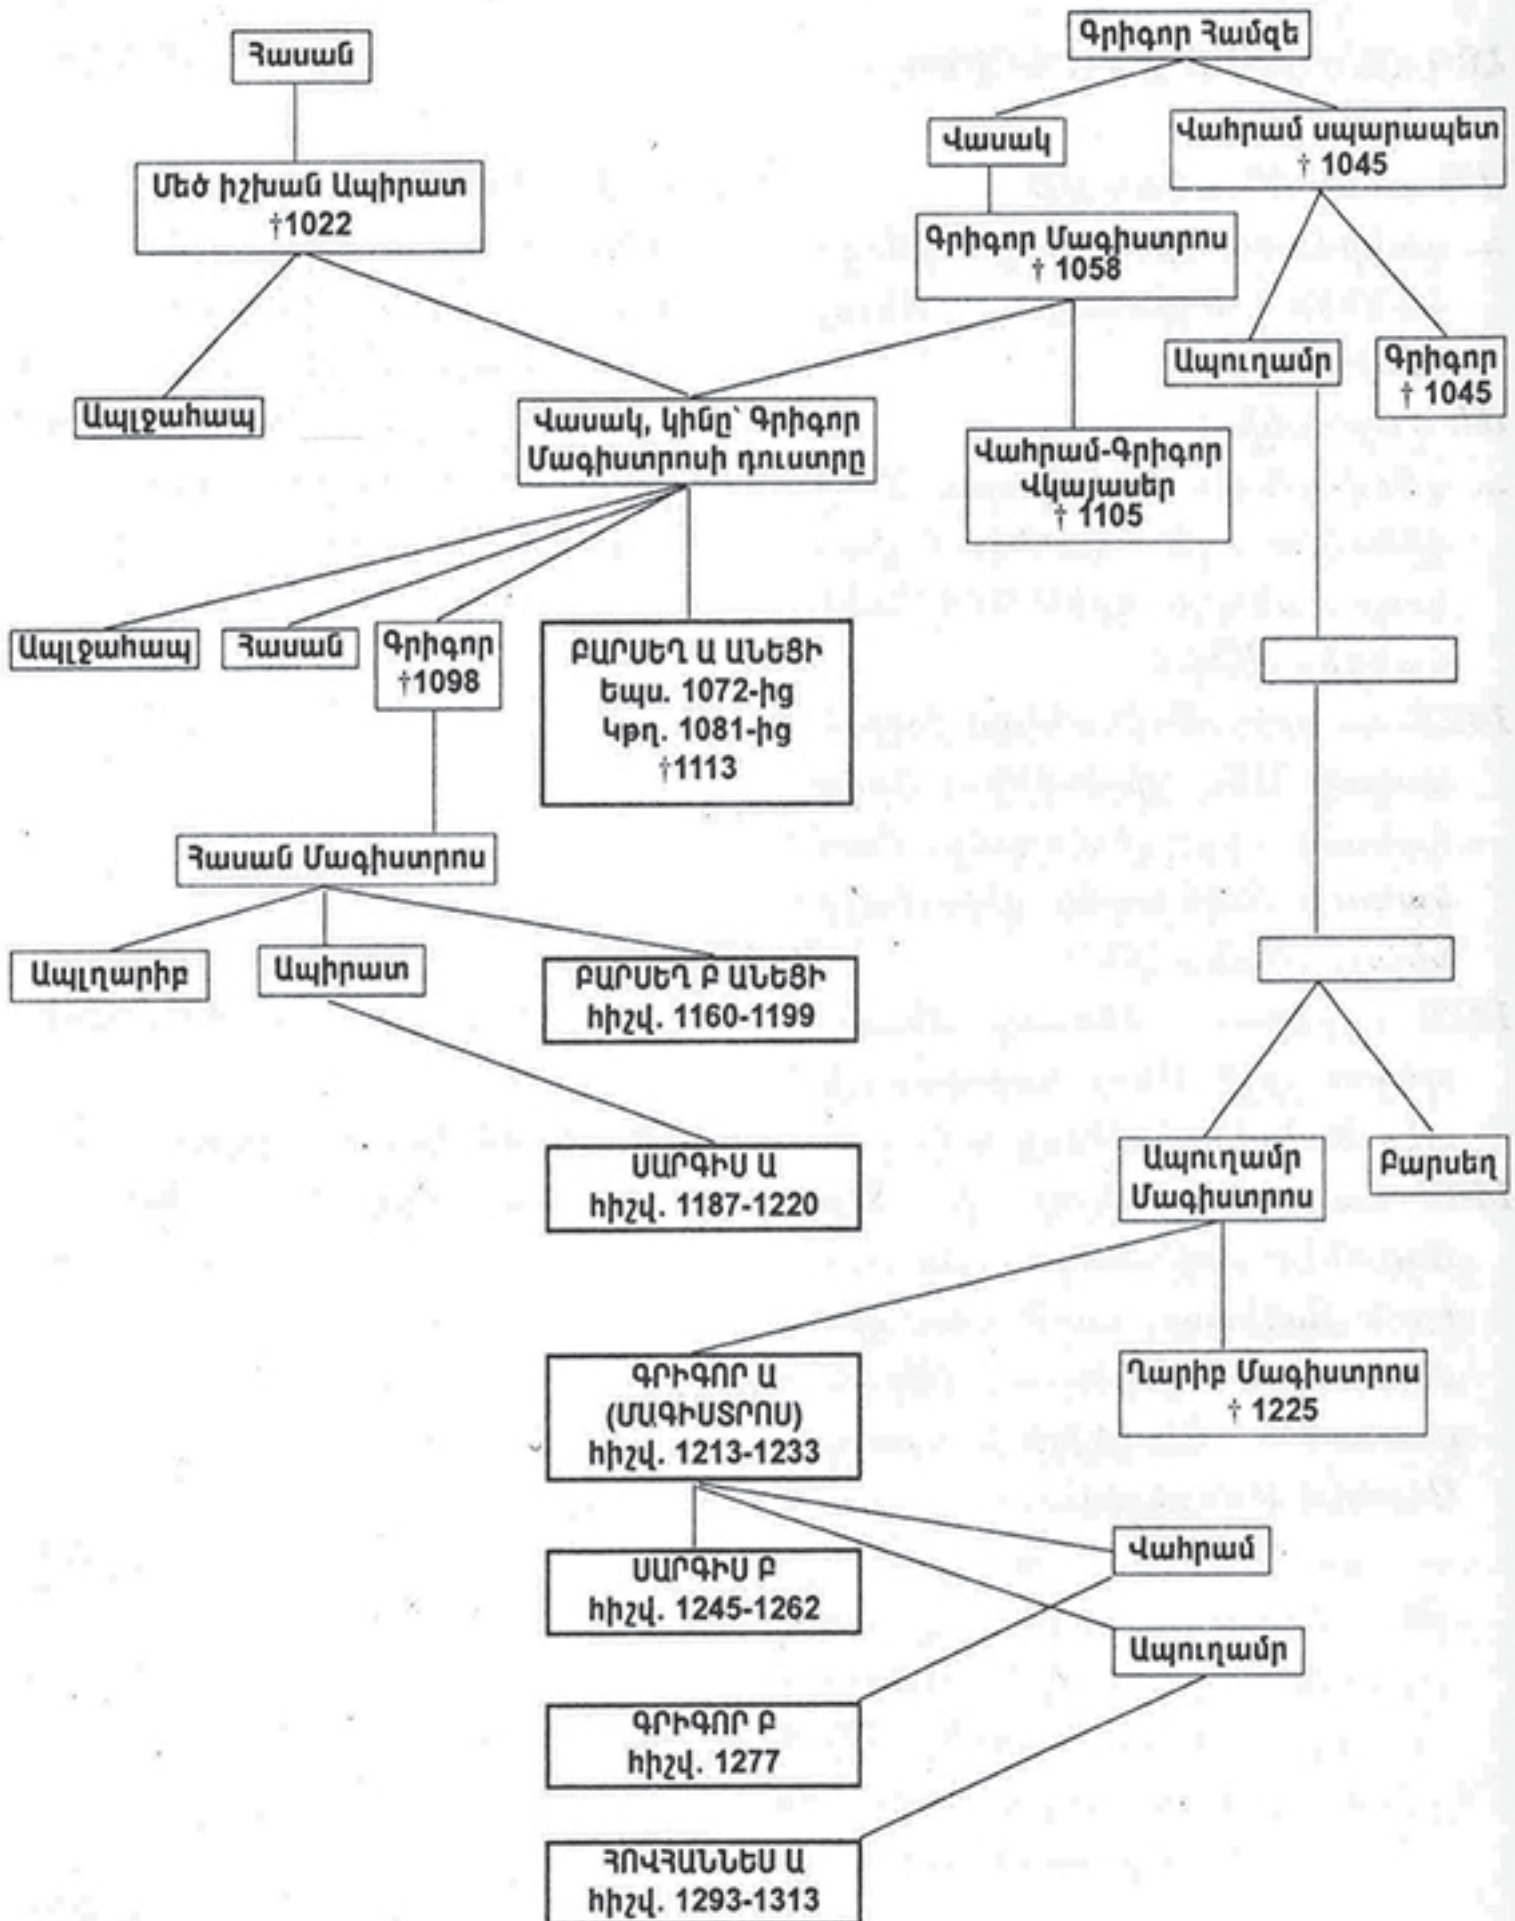 Հասան
Գրիգոր Համզե
Վասակ
Վահրամ սպարապետ
† 1045
Մեծ իշխան Ապիրատ
†1022
Գրիգոր Մագիստրոս
† 1058
Ապուղամր
Գրիգոր
† 1045
Ապլջահապ
Վասակ, կինը՝ Գրիգոր
Մագիստրոսի դուստրը
Վահրամ-Գրիգոր
Վկայասեր
† 1105
Ապլջահապ
Հասան
Գրիգոր
†1098
ԲԱՐՍԵՂ Ա ԱՆԵՑԻ
Եպս. 1072-ից
Կթղ. 1081-ից
†1113
Հասան Մագիստրոս
Ապլղարիբ
Ապիրատ
ԲԱՐՍԵՂ Բ ԱՆԵՑԻ
հիշվ. 1160-1199
ՍԱՐԳԻՍ Ա
հիշվ. 1187-1220
Ապուղամր
Մագիստրոս
Բարսեղ
ԳՐԻԳՈՐ Ա
(ՄԱԳԻՍՏՐՈՍ)
հիշվ. 1213-1233
Ղարիբ Մագիստրոս
† 1225
Վահրամ
ՍԱՐԳԻՍ Բ
հիշվ. 1245-1262
Ապուղամր
ԳՐԻԳՈՐ Բ
հիշվ. 1277
ՀՈՎՀԱՆՆԵՍ Ա
հիշվ. 1293-1313